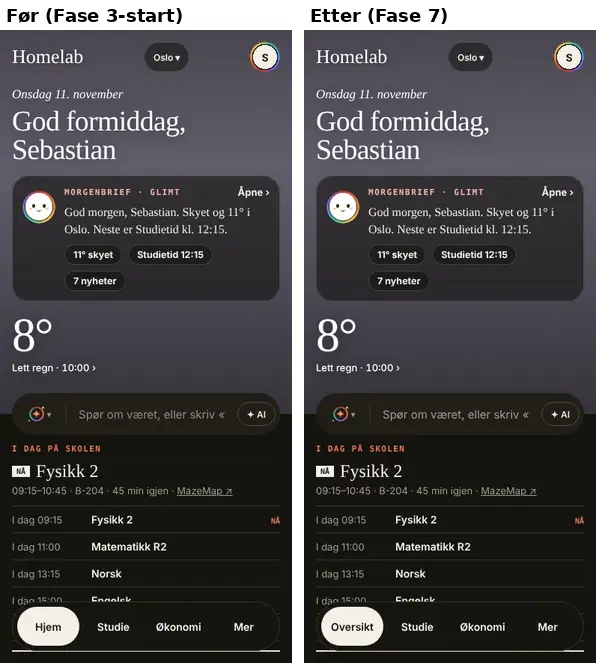 Før (Fase 3-start)
Homelab
Oslo ▾
S
Onsdag 11. november
God formiddag,
Sebastian
MORGENBRIEF · GLIMT
Åpne ›
God morgen, Sebastian. Skyet og 11° i
Oslo. Neste er Studietid kl. 12:15.
11° skyet
Studietid 12:15
7 nyheter
8°
Lett regn · 10:00 ›
Spør om været, eller skriv «
✦ AI
I DAG PÅ SKOLEN
NÅ Fysikk 2
09:15–10:45 · B-204 · 45 min igjen · MazeMap ↗
I dag 09:15 Fysikk 2 NÅ
I dag 11:00 Matematikk R2
I dag 13:15 Norsk
I dag 15:00 Engelsk
Hjem Studie Økonomi Mer
Etter (Fase 7)
Homelab
Oslo ▾
S
Onsdag 11. november
God formiddag,
Sebastian
MORGENBRIEF · GLIMT
Åpne ›
God morgen, Sebastian. Skyet og 11° i
Oslo. Neste er Studietid kl. 12:15.
11° skyet
Studietid 12:15
7 nyheter
8°
Lett regn · 10:00 ›
Spør om været, eller skriv «
✦ AI
I DAG PÅ SKOLEN
NÅ Fysikk 2
09:15–10:45 · B-204 · 45 min igjen · MazeMap ↗
I dag 09:15 Fysikk 2 NÅ
I dag 11:00 Matematikk R2
I dag 13:15 Norsk
I dag 15:00 Engelsk
Oversikt Studie Økonomi Mer